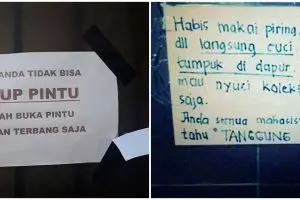 ANDA TIDAK BISA
UP PINTU
AH BUKA PINTU
AN TERBANG SAJA
Habis makai piring,
dll langsung cuci
tumpuk di dapur.
mau nyuci kolek
saja.
Anda semua mahasis
tahu "TANGGUNG